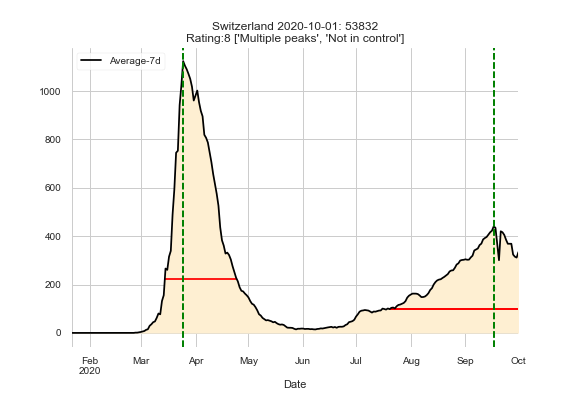 Switzerland 2020-10-01: 53832
Rating:8 ['Multiple peaks', 'Not in control']
Average-7d
1000
800
600
400
200
0
Feb Mar Apr May Jun Jul Aug Sep Oct
2020
Date